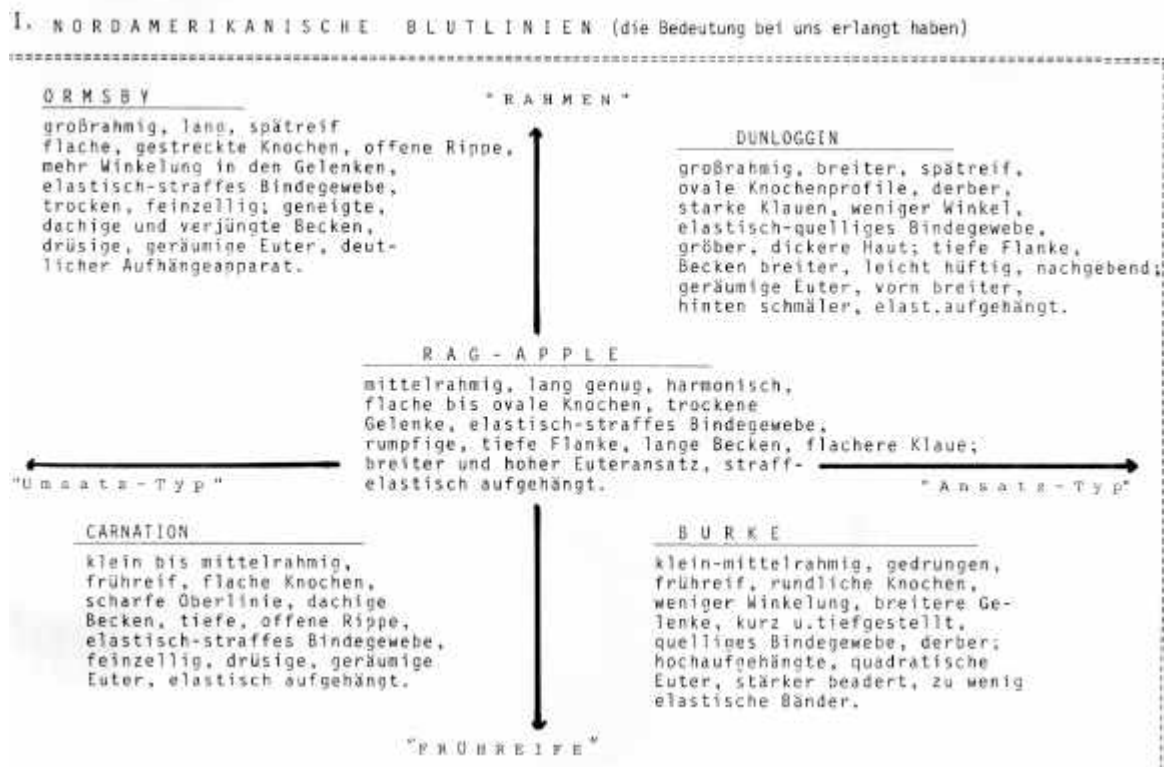 I. NORDAMERIKANISCHE BLUTLINIEN (die Bedeutung bei uns erlangt haben)
"RAHMEN"
ORMSBY
großrahmig, lang, spätreif
flache, gestreckte Knochen, offene Rippe,
mehr Winkelung in den Gelenken,
elastisch-straffes Bindegewebe,
trocken, feinzellig; geneigte,
dachige und verjüngte Becken,
drüsige, geräumige Euter, deut-
licher Aufhängeapparat.
DUNLOGGIN
großrahmig, breiter, spätreif,
ovale Knochenprofile, derber,
starke Klauen, weniger Winkel,
elastisch-quelliges Bindegewebe,
gröber, dickere Haut; tiefe Flanke,
Becken breiter, leicht hüftig, nachgebend;
geräumige Euter, vorn breiter,
hinten schmäler, elast.aufgehängt.
RAG-APPLE
mittelrahmig, lang genug, harmonisch,
flache bis ovale Knochen, trockene
Gelenke, elastisch-straffes Bindegewebe,
rumpfige, tiefe Flanke, lange Becken, flachere Klaue;
breiter und hoher Euteransatz, straff-
elastisch aufgehängt.
"Umsatz-Typ"
"Ansatz-Typ"
CARNATION
klein bis mittelrahmig,
frühreif, flache Knochen,
scharfe Oberlinie, dachige
Becken, tiefe, offene Rippe,
elastisch-straffes Bindegewebe,
feinzellig, drüsige, geräumige
Euter, elastisch aufgehängt.
BURKE
klein-mittelrahmig, gedrungen,
frühreif, rundliche Knochen,
weniger Winkelung, breitere Ge-
lenke, kurz u.tiefgestellt,
quelliges Bindegewebe, derber;
hochaufgehängte, quadratische
Euter, stärker beadert, zu wenig
elastische Bänder.
"FRÜHREIFE"